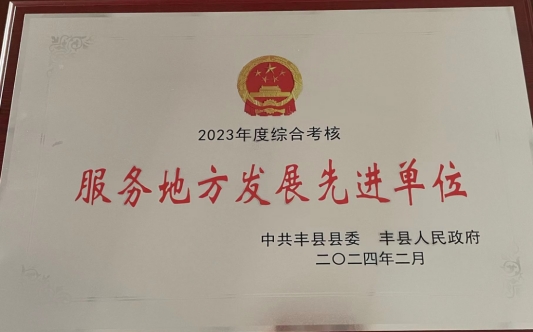 2023年度综合考核
服务地方发展先进单位
中共丰县县委 丰县人民政府
二〇二四年二月